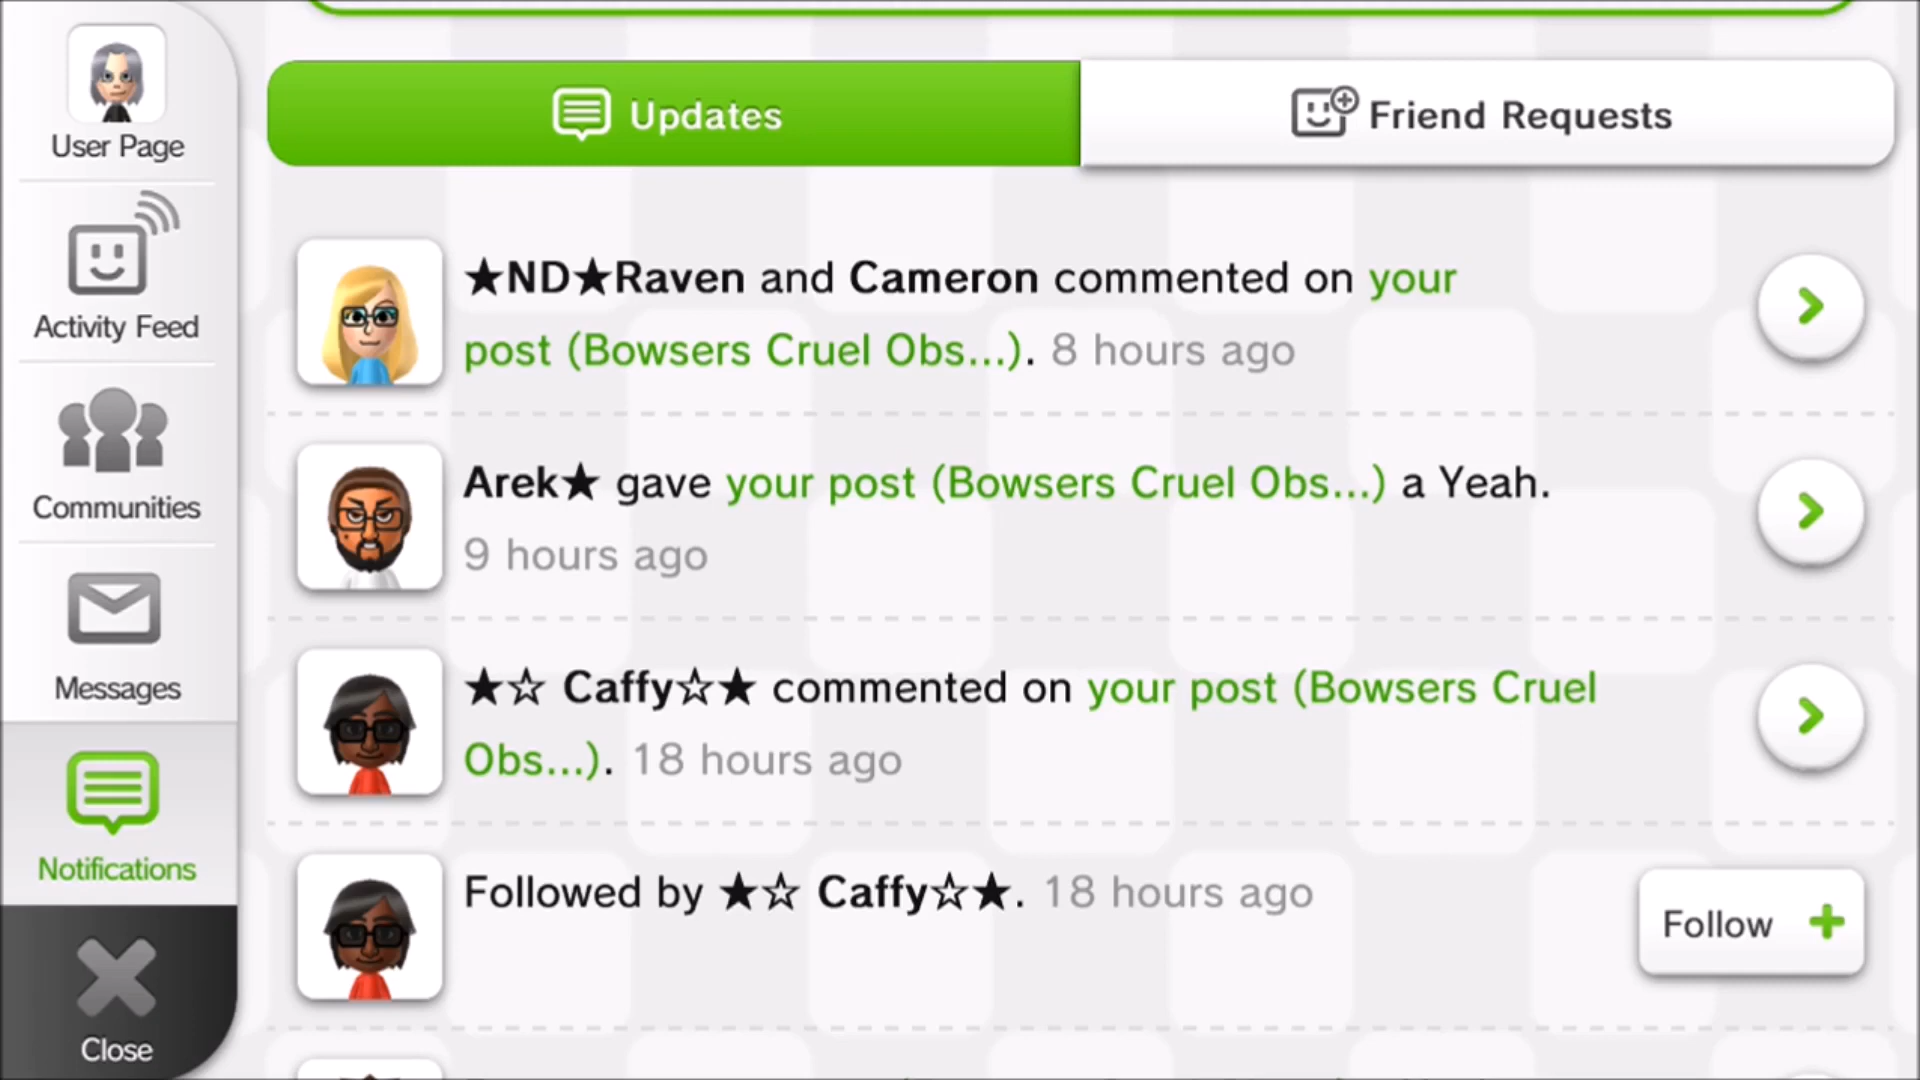 User Page
Activity Feed
Communities
Messages
Notifications
Close
Updates
Friend Requests
★ND★Raven and Cameron commented on your
post (Bowsers Cruel Obs...). 8 hours ago
Arek★ gave your post (Bowsers Cruel Obs...) a Yeah.
9 hours ago
★☆ Caffy☆★ commented on your post (Bowsers Cruel
Obs...). 18 hours ago
Followed by ★☆ Caffy☆★. 18 hours ago
Follow